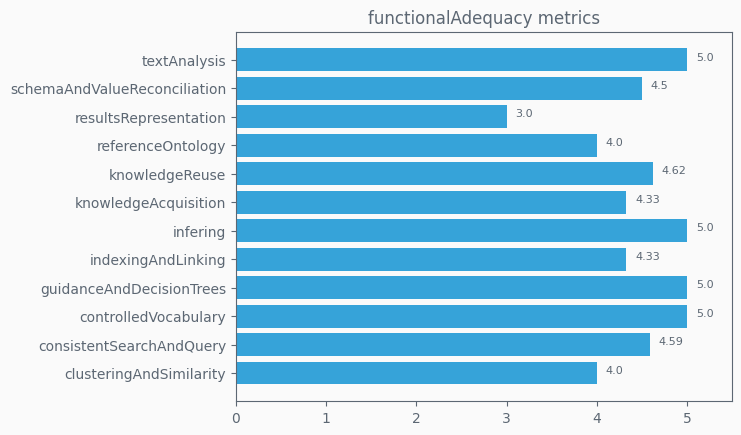 functionalAdequacy metrics
textAnalysis 5.0
schemaAndValueReconciliation 4.5
resultsRepresentation 3.0
referenceOntology 4.0
knowledgeReuse 4.62
knowledgeAcquisition 4.33
infering 5.0
indexingAndLinking 4.33
guidanceAndDecisionTrees 5.0
controlledVocabulary 5.0
consistentSearchAndQuery 4.59
clusteringAndSimilarity 4.0
0 1 2 3 4 5